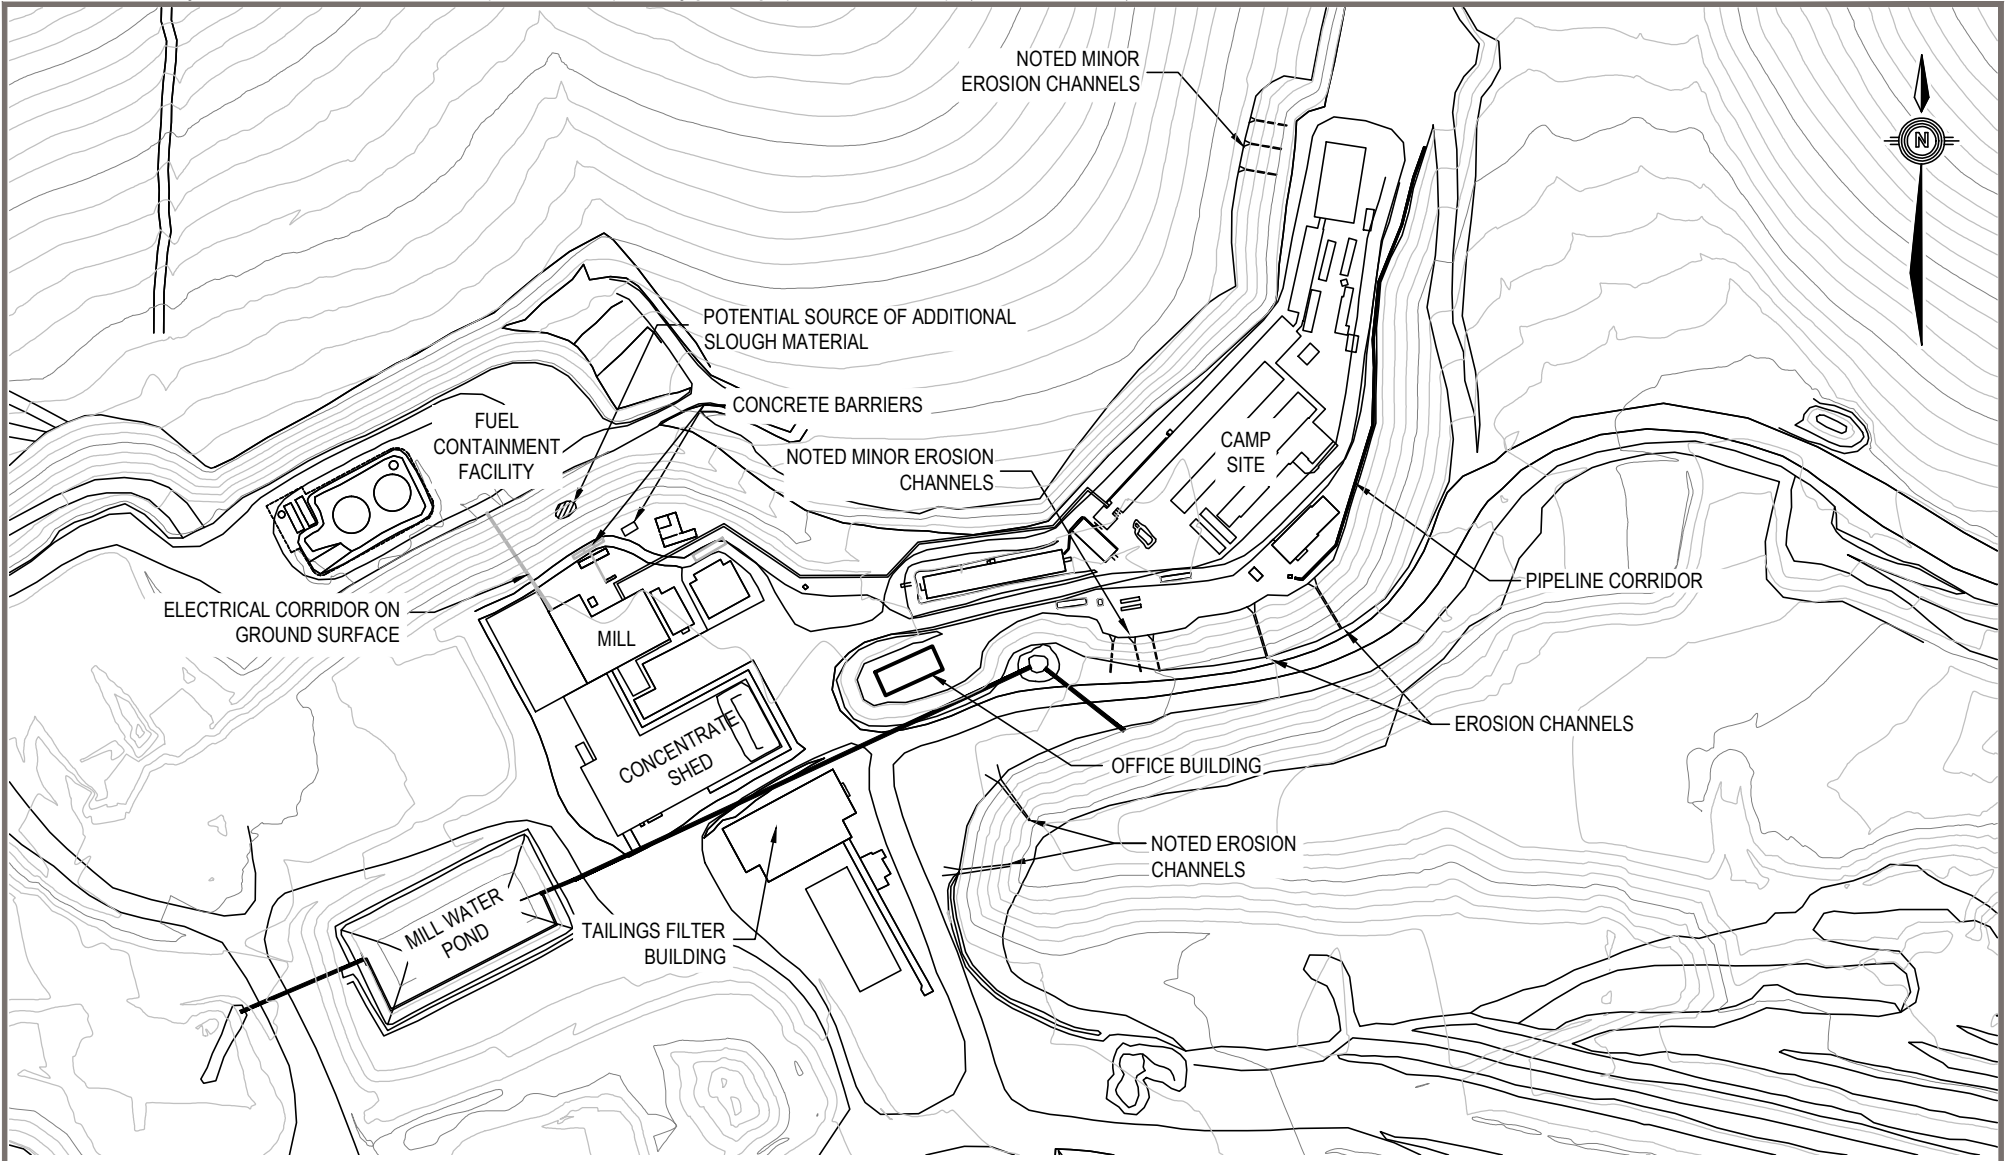 NOTED MINOR
EROSION CHANNELS
N
POTENTIAL SOURCE OF ADDITIONAL
SLOUGH MATERIAL
CONCRETE BARRIERS
FUEL
CONTAINMENT
FACILITY
NOTED MINOR EROSION
CHANNELS
CAMP
SITE
PIPELINE CORRIDOR
ELECTRICAL CORRIDOR ON
GROUND SURFACE
MILL
EROSION CHANNELS
CONCENTRATE
SHED
OFFICE BUILDING
NOTED EROSION
CHANNELS
MILL WATER
POND
TAILINGS FILTER
BUILDING